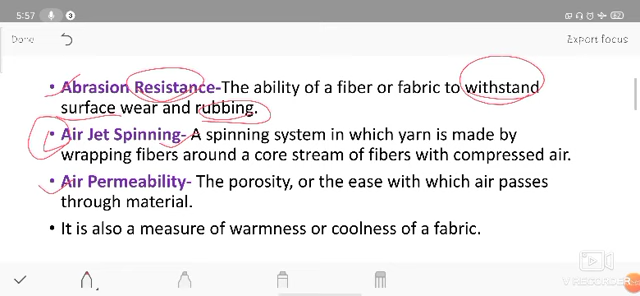 5:57
Done
Export focus
• Abrasion Resistance-The ability of a fiber or fabric to withstand
surface wear and rubbing.
• Air Jet Spinning- A spinning system in which yarn is made by
wrapping fibers around a core stream of fibers with compressed air.
• Air Permeability- The porosity, or the ease with which air passes
through material.
• It is also a measure of warmness or coolness of a fabric.
V RECORDER